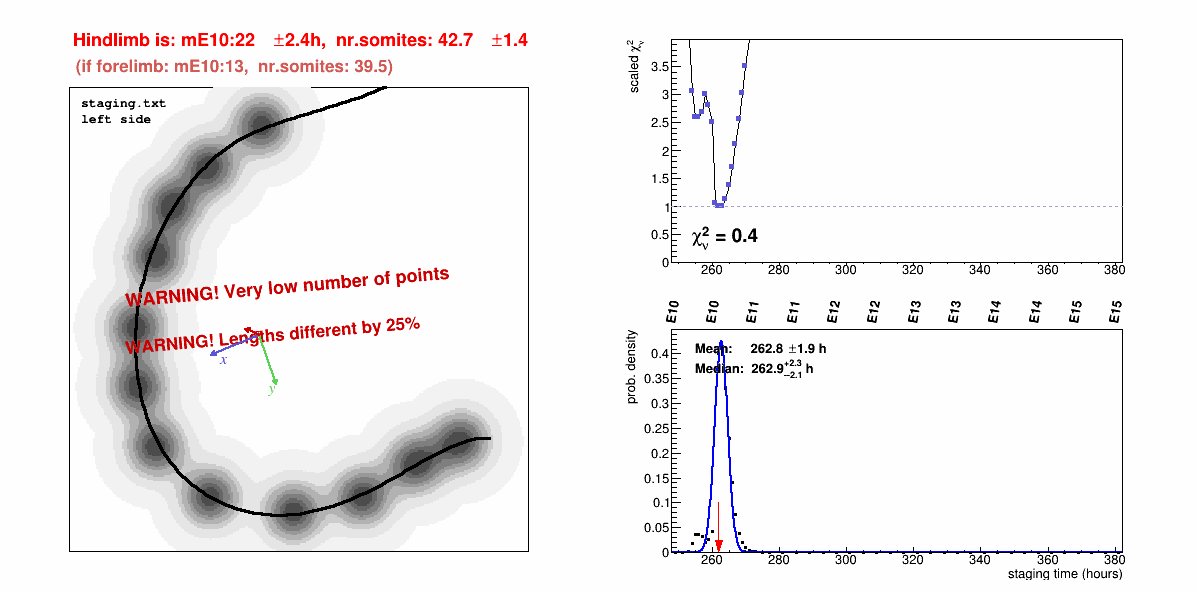 Hindlimb is: mE10:22 ±2.4h, nr.somites: 42.7 ±1.4
(if forelimb: mE10:13, nr.somites: 39.5)
staging.txt
left side
WARNING! Very low number of points
WARNING! Lengths different by 25%
x
y
scaled χ²ᵥ
3.5
3
2.5
2
1.5
1
0.5
0
χ²ᵥ = 0.4
260 280 300 320 340 360 380
E10 E10 E11 E11 E12 E12 E13 E13 E14 E14 E15 E15
prob. density
Mean: 262.8 ±1.9 h
Median: 262.9 +2.3 −2.1 h
0.4
0.35
0.3
0.25
0.2
0.15
0.1
0.05
0
260 280 300 320 340 360 380
staging time (hours)